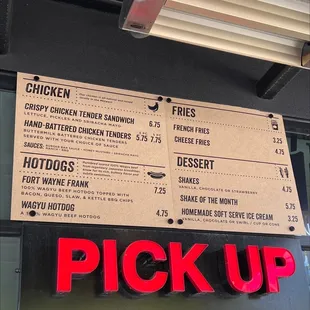 CHICKEN
CRISPY CHICKEN TENDER SANDWICH 6.75
LETTUCE, PICKLES AND SRIRACHA MAYO
HAND-BATTERED CHICKEN TENDERS 5.75 7.75
BUTTERMILK BATTERED CHICKEN TENDERS
SERVED WITH YOUR CHOICE OF SAUCE
SAUCES:
HOTDOGS
FORT WAYNE FRANK 7.25
100% WAGYU BEEF HOTDOG TOPPED WITH
BACON, QUESO, SLAW, & KETTLE BBQ CHIPS
WAGYU HOTDOG 4.75
WAGYU BEEF HOTDOG
FRIES
FRENCH FRIES 3.25
CHEESE FRIES 4.75
DESSERT
SHAKES 4.75
VANILLA, CHOCOLATE OR STRAWBERRY
SHAKE OF THE MONTH 5.25
HOMEMADE SOFT SERVE ICE CREAM 3.25
VANILLA, CHOCOLATE OR SWIRL / CUP OR CONE
PICK UP